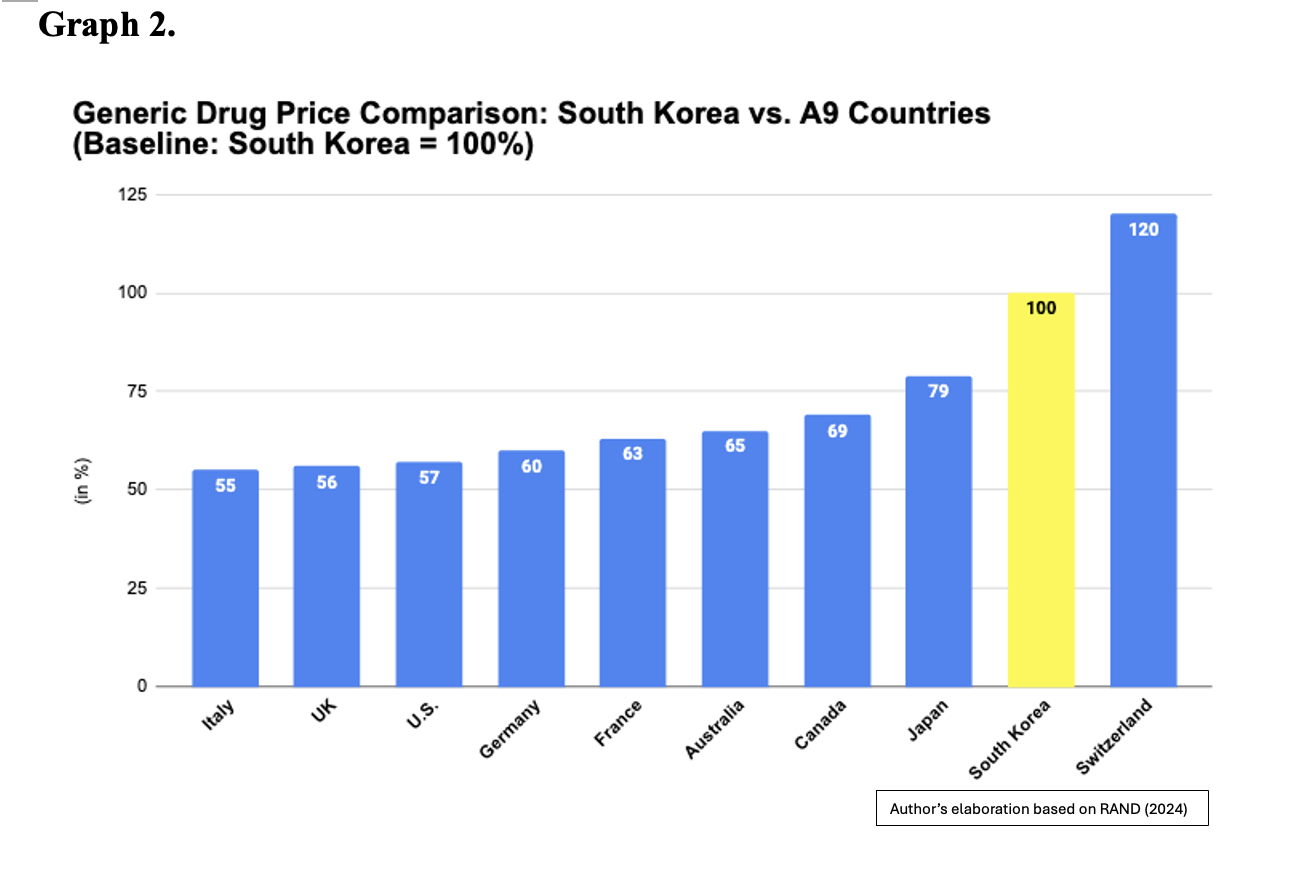 Graph 2.
Generic Drug Price Comparison: South Korea vs. A9 Countries
(Baseline: South Korea = 100%)
125
100
75
50
25
0
(in %)
55
56
57
60
63
65
69
79
100
120
Italy
UK
U.S.
Germany
France
Australia
Canada
Japan
South Korea
Switzerland
Author's elaboration based on RAND (2024)